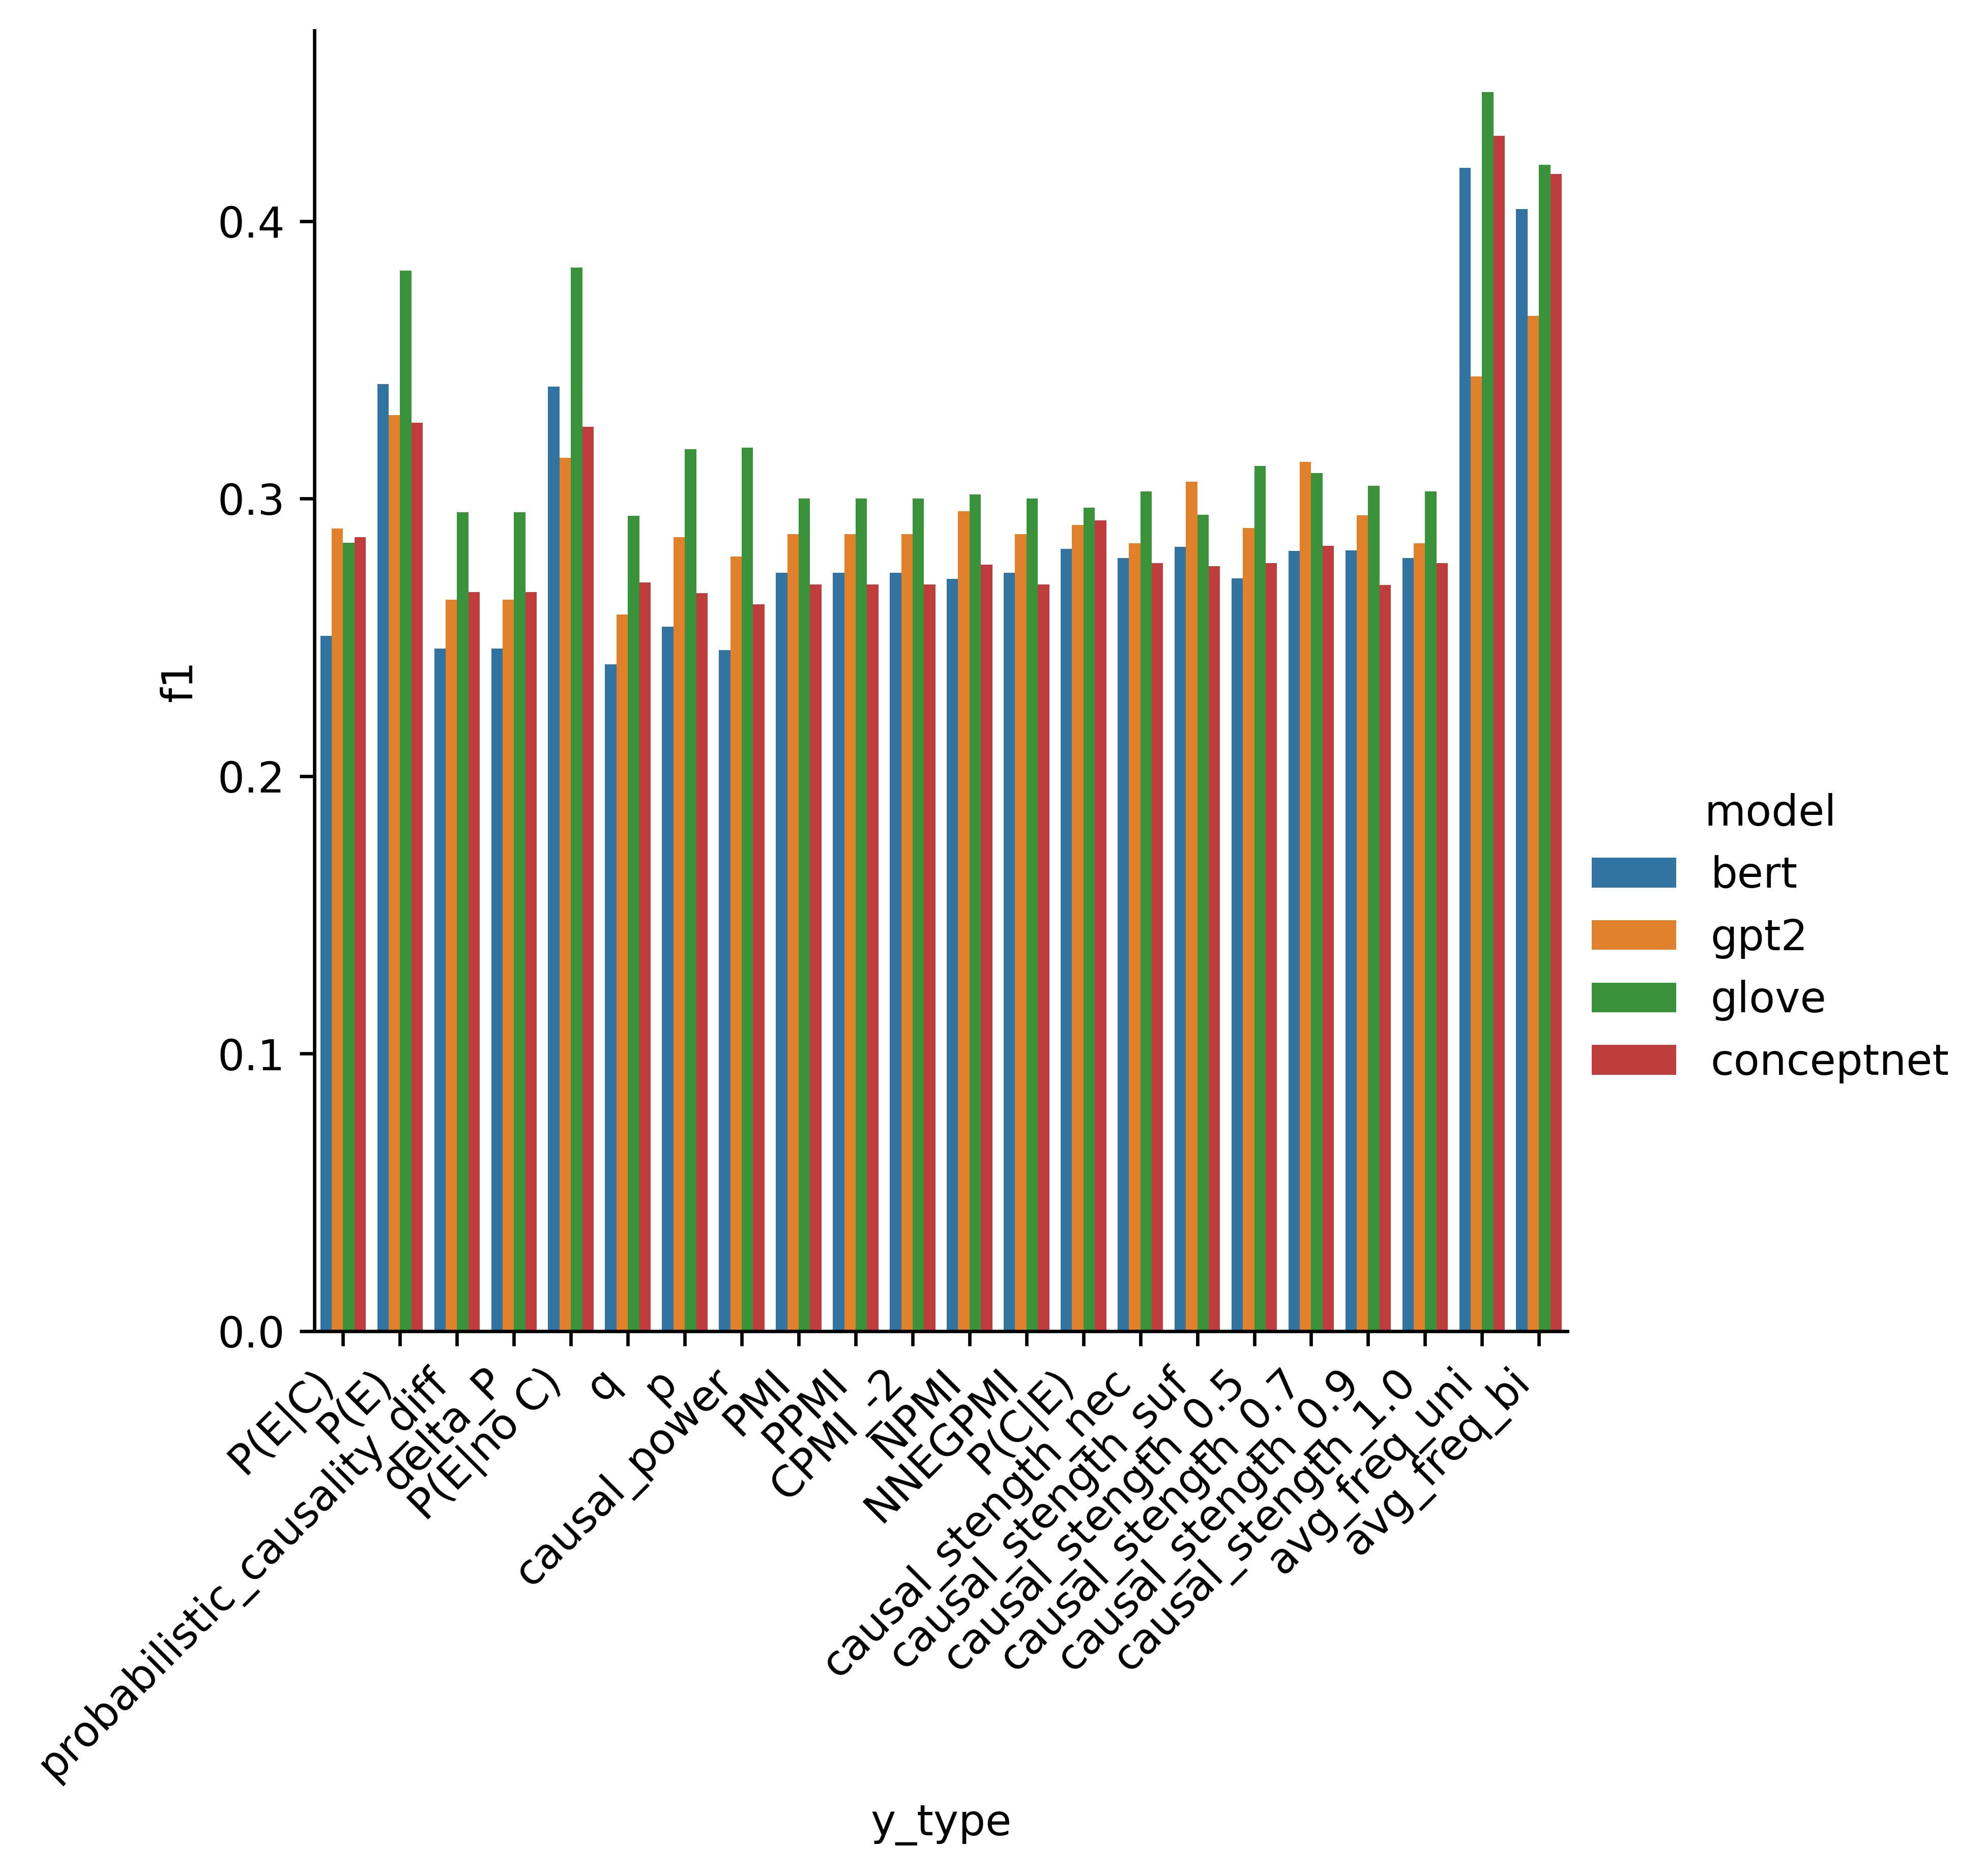 f1
0.4
0.3
0.2
0.1
0.0
P(E|C)
P(E)
probabilistic_causality_diff
delta_P
P(E|no C)
q
p
causal_power
PMI
PPMI
CPMI_-2
NPMI
NNEGPMI
P(C|E)
causal_stength_nec
causal_stength_suf
causal_stength_0.5
causal_stength_0.7
causal_stength_0.9
causal_stength_1.0
avg_freq_uni
avg_freq_bi
y_type
model
bert
gpt2
glove
conceptnet